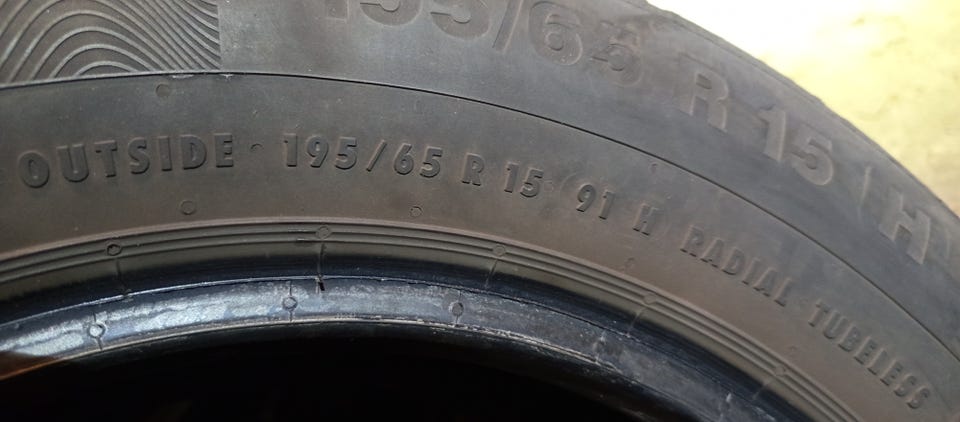 195/65 R 15 H
OUTSIDE 195/65 R 15 91 H RADIAL TUBELESS